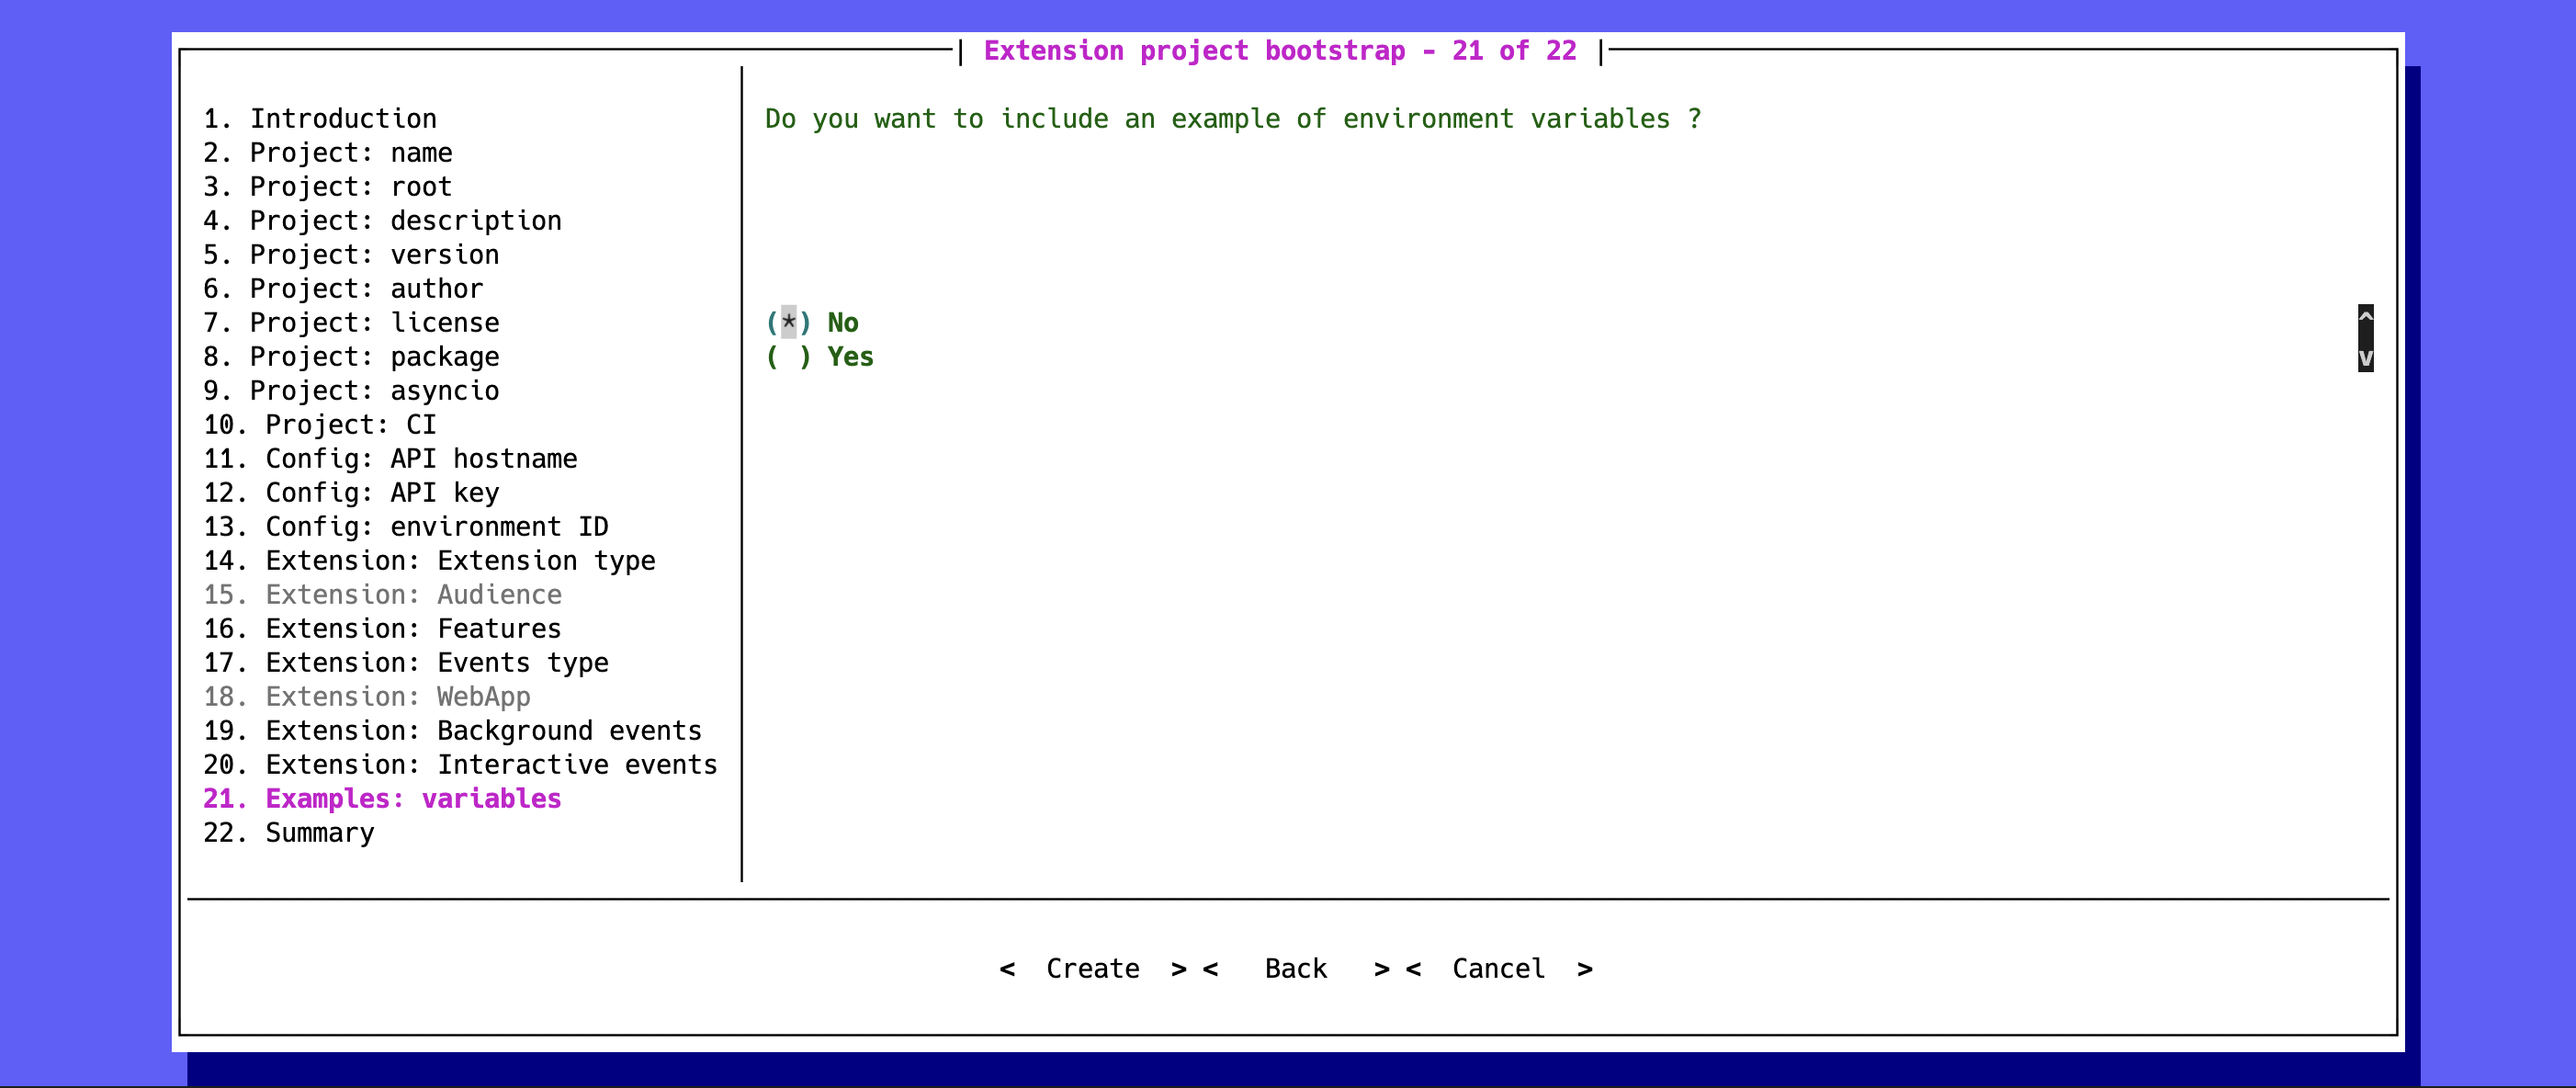 Extension project bootstrap - 21 of 22
1. Introduction
2. Project: name
3. Project: root
4. Project: description
5. Project: version
6. Project: author
7. Project: license
8. Project: package
9. Project: asyncio
10. Project: CI
11. Config: API hostname
12. Config: API key
13. Config: environment ID
14. Extension: Extension type
15. Extension: Audience
16. Extension: Features
17. Extension: Events type
18. Extension: WebApp
19. Extension: Background events
20. Extension: Interactive events
21. Examples: variables
22. Summary
Do you want to include an example of environment variables ?
(*) No
( ) Yes
^
v
< Create > < Back > < Cancel >